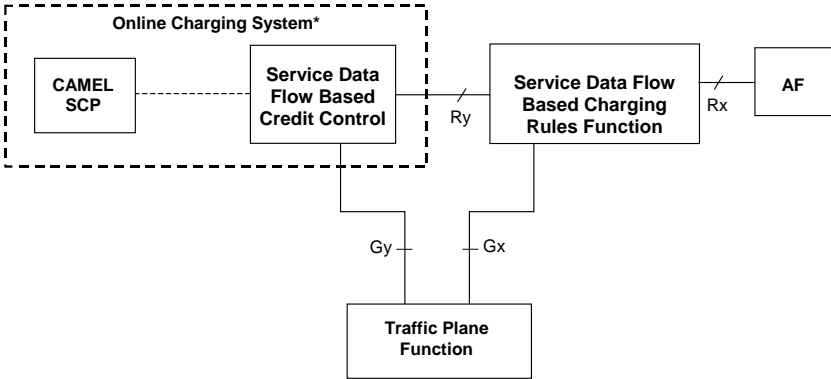 Online Charging System*
CAMEL
SCP
Service Data
Flow Based
Credit Control
Ry
Service Data Flow
Based Charging
Rules Function
Rx
AF
Gy
Gx
Traffic Plane
Function